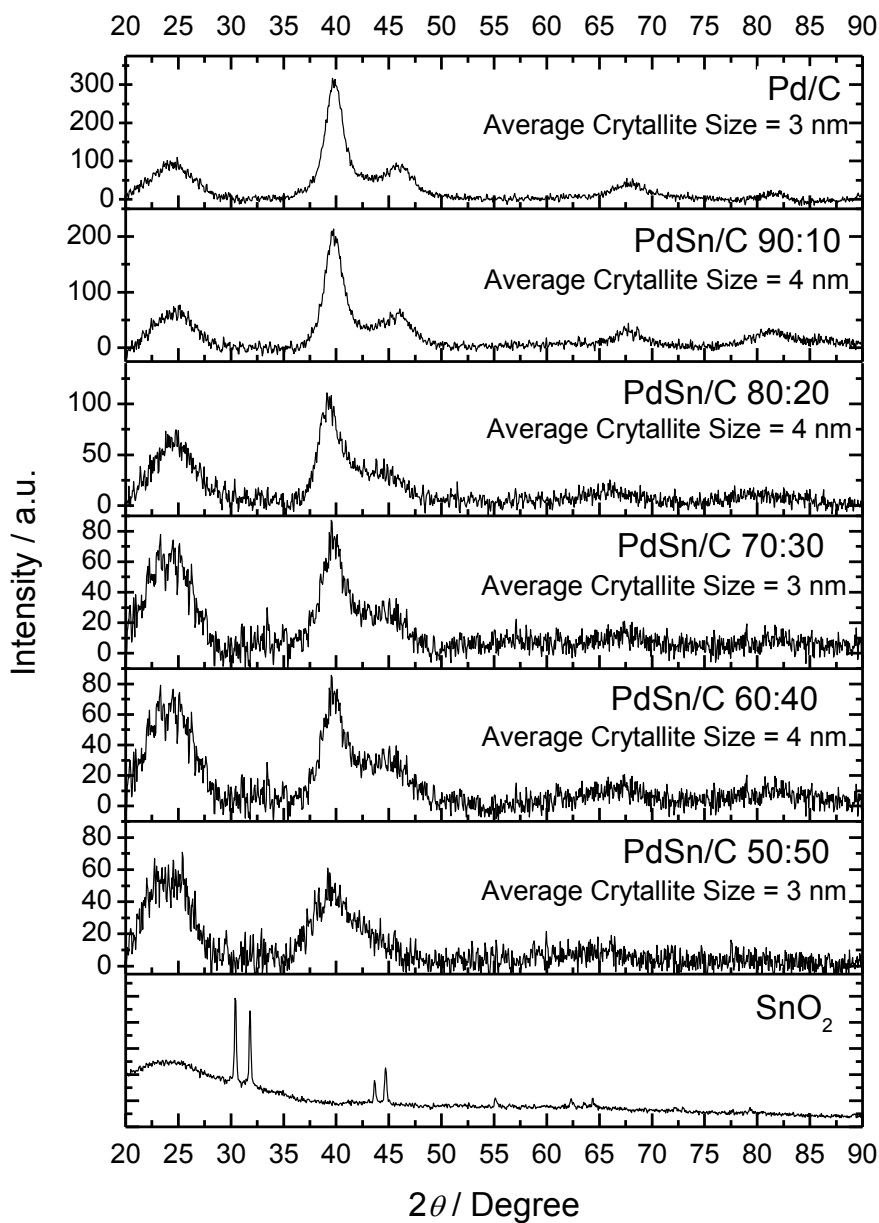 20 25 30 35 40 45 50 55 60 65 70 75 80 85 90
300
200
100
0
Pd/C
Average Crytallite Size = 3 nm
200
100
0
PdSn/C 90:10
Average Crytallite Size = 4 nm
100
50
0
PdSn/C 80:20
Average Crytallite Size = 4 nm
80
60
40
20
0
PdSn/C 70:30
Average Crytallite Size = 3 nm
80
60
40
20
0
PdSn/C 60:40
Average Crytallite Size = 4 nm
80
60
40
20
0
PdSn/C 50:50
Average Crytallite Size = 3 nm
SnO₂
Intensity / a.u.
20 25 30 35 40 45 50 55 60 65 70 75 80 85 90
2θ / Degree